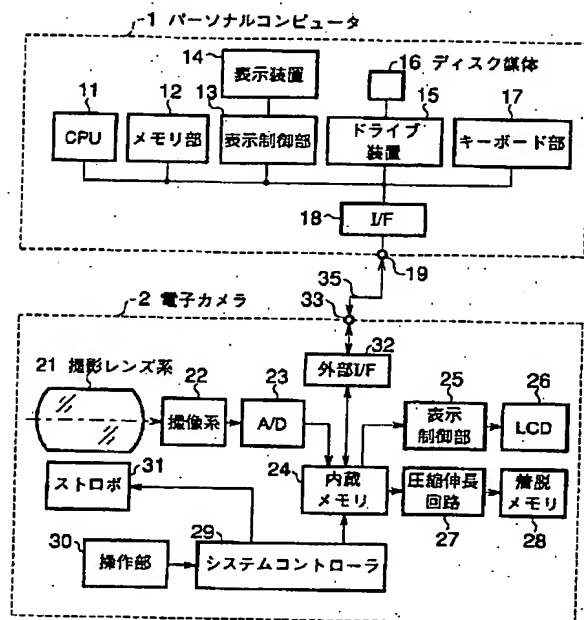 1 パーソナルコンピュータ
14
表示装置
16 ディスク媒体
11
CPU
12
メモリ部
13
表示制御部
15
ドライブ
装置
17
キーボード部
18
I/F
19
35
2 電子カメラ
33
32
外部I/F
21 撮影レンズ系
22
撮像系
23
A/D
25
表示
制御部
26
LCD
31
ストロボ
24
内蔵
メモリ
圧縮伸長
回路
27
着脱
メモリ
28
30
操作部
29
システムコントローラ